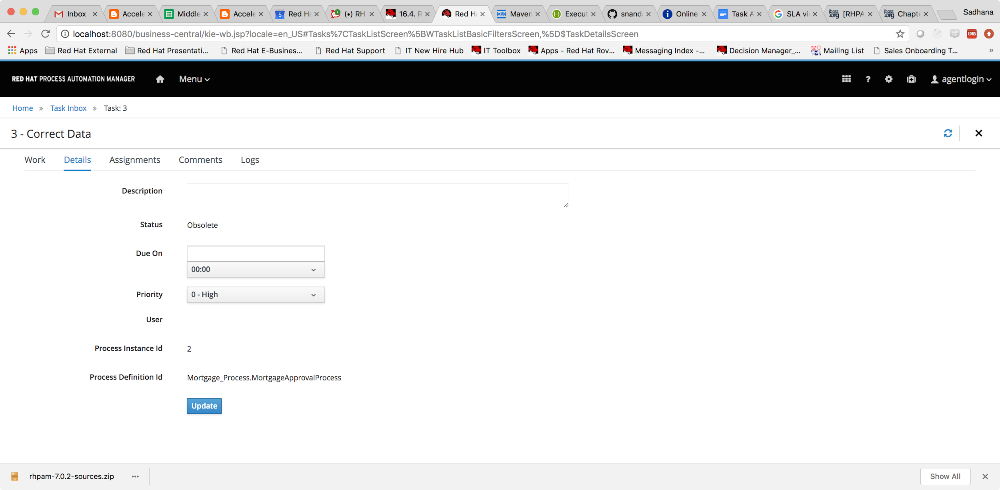 Inbox Accele Middle Accele Red Ha (•) RH 16.4. R Red Ha Maven Execut snand Online Task A SLA vi [RHPA Chapte Sadhana
localhost:8080/business-central/kie-wb.jsp?locale=en_US#Tasks%7CTaskListScreen%5BWTaskListBasicFiltersScreen,%5D$TaskDetailsScreen
Apps Red Hat External Red Hat Presentati... Red Hat E-Busines... Red Hat Support IT New Hire Hub IT Toolbox Apps - Red Hat Rov... Messaging Index -... Decision Manager_... Mailing List Sales Onboarding T... »
RED HAT PROCESS AUTOMATION MANAGER Menu agentlogin
Home » Task Inbox » Task: 3
3 - Correct Data
Work Details Assignments Comments Logs
Description
Status Obsolete
Due On
00:00
Priority 0 - High
User
Process Instance Id 2
Process Definition Id Mortgage_Process.MortgageApprovalProcess
Update
rhpam-7.0.2-sources.zip Show All